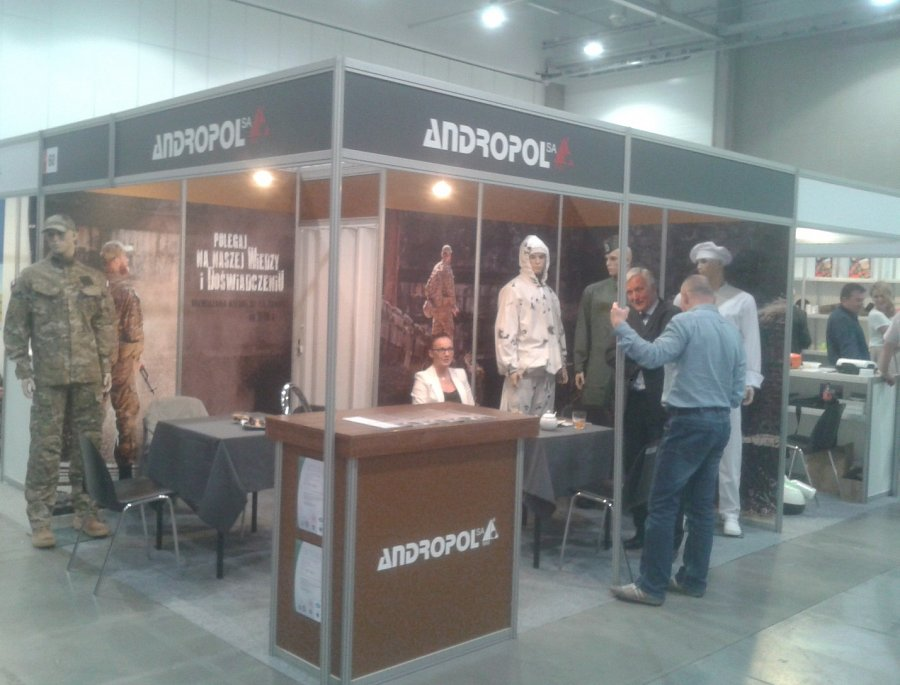 ANDROPOL SA
ANDROPOL SA
POLEGAJ
NA NASZEJ WIEDZY
I DOŚWIADCZENIU
ANDROPOL SA